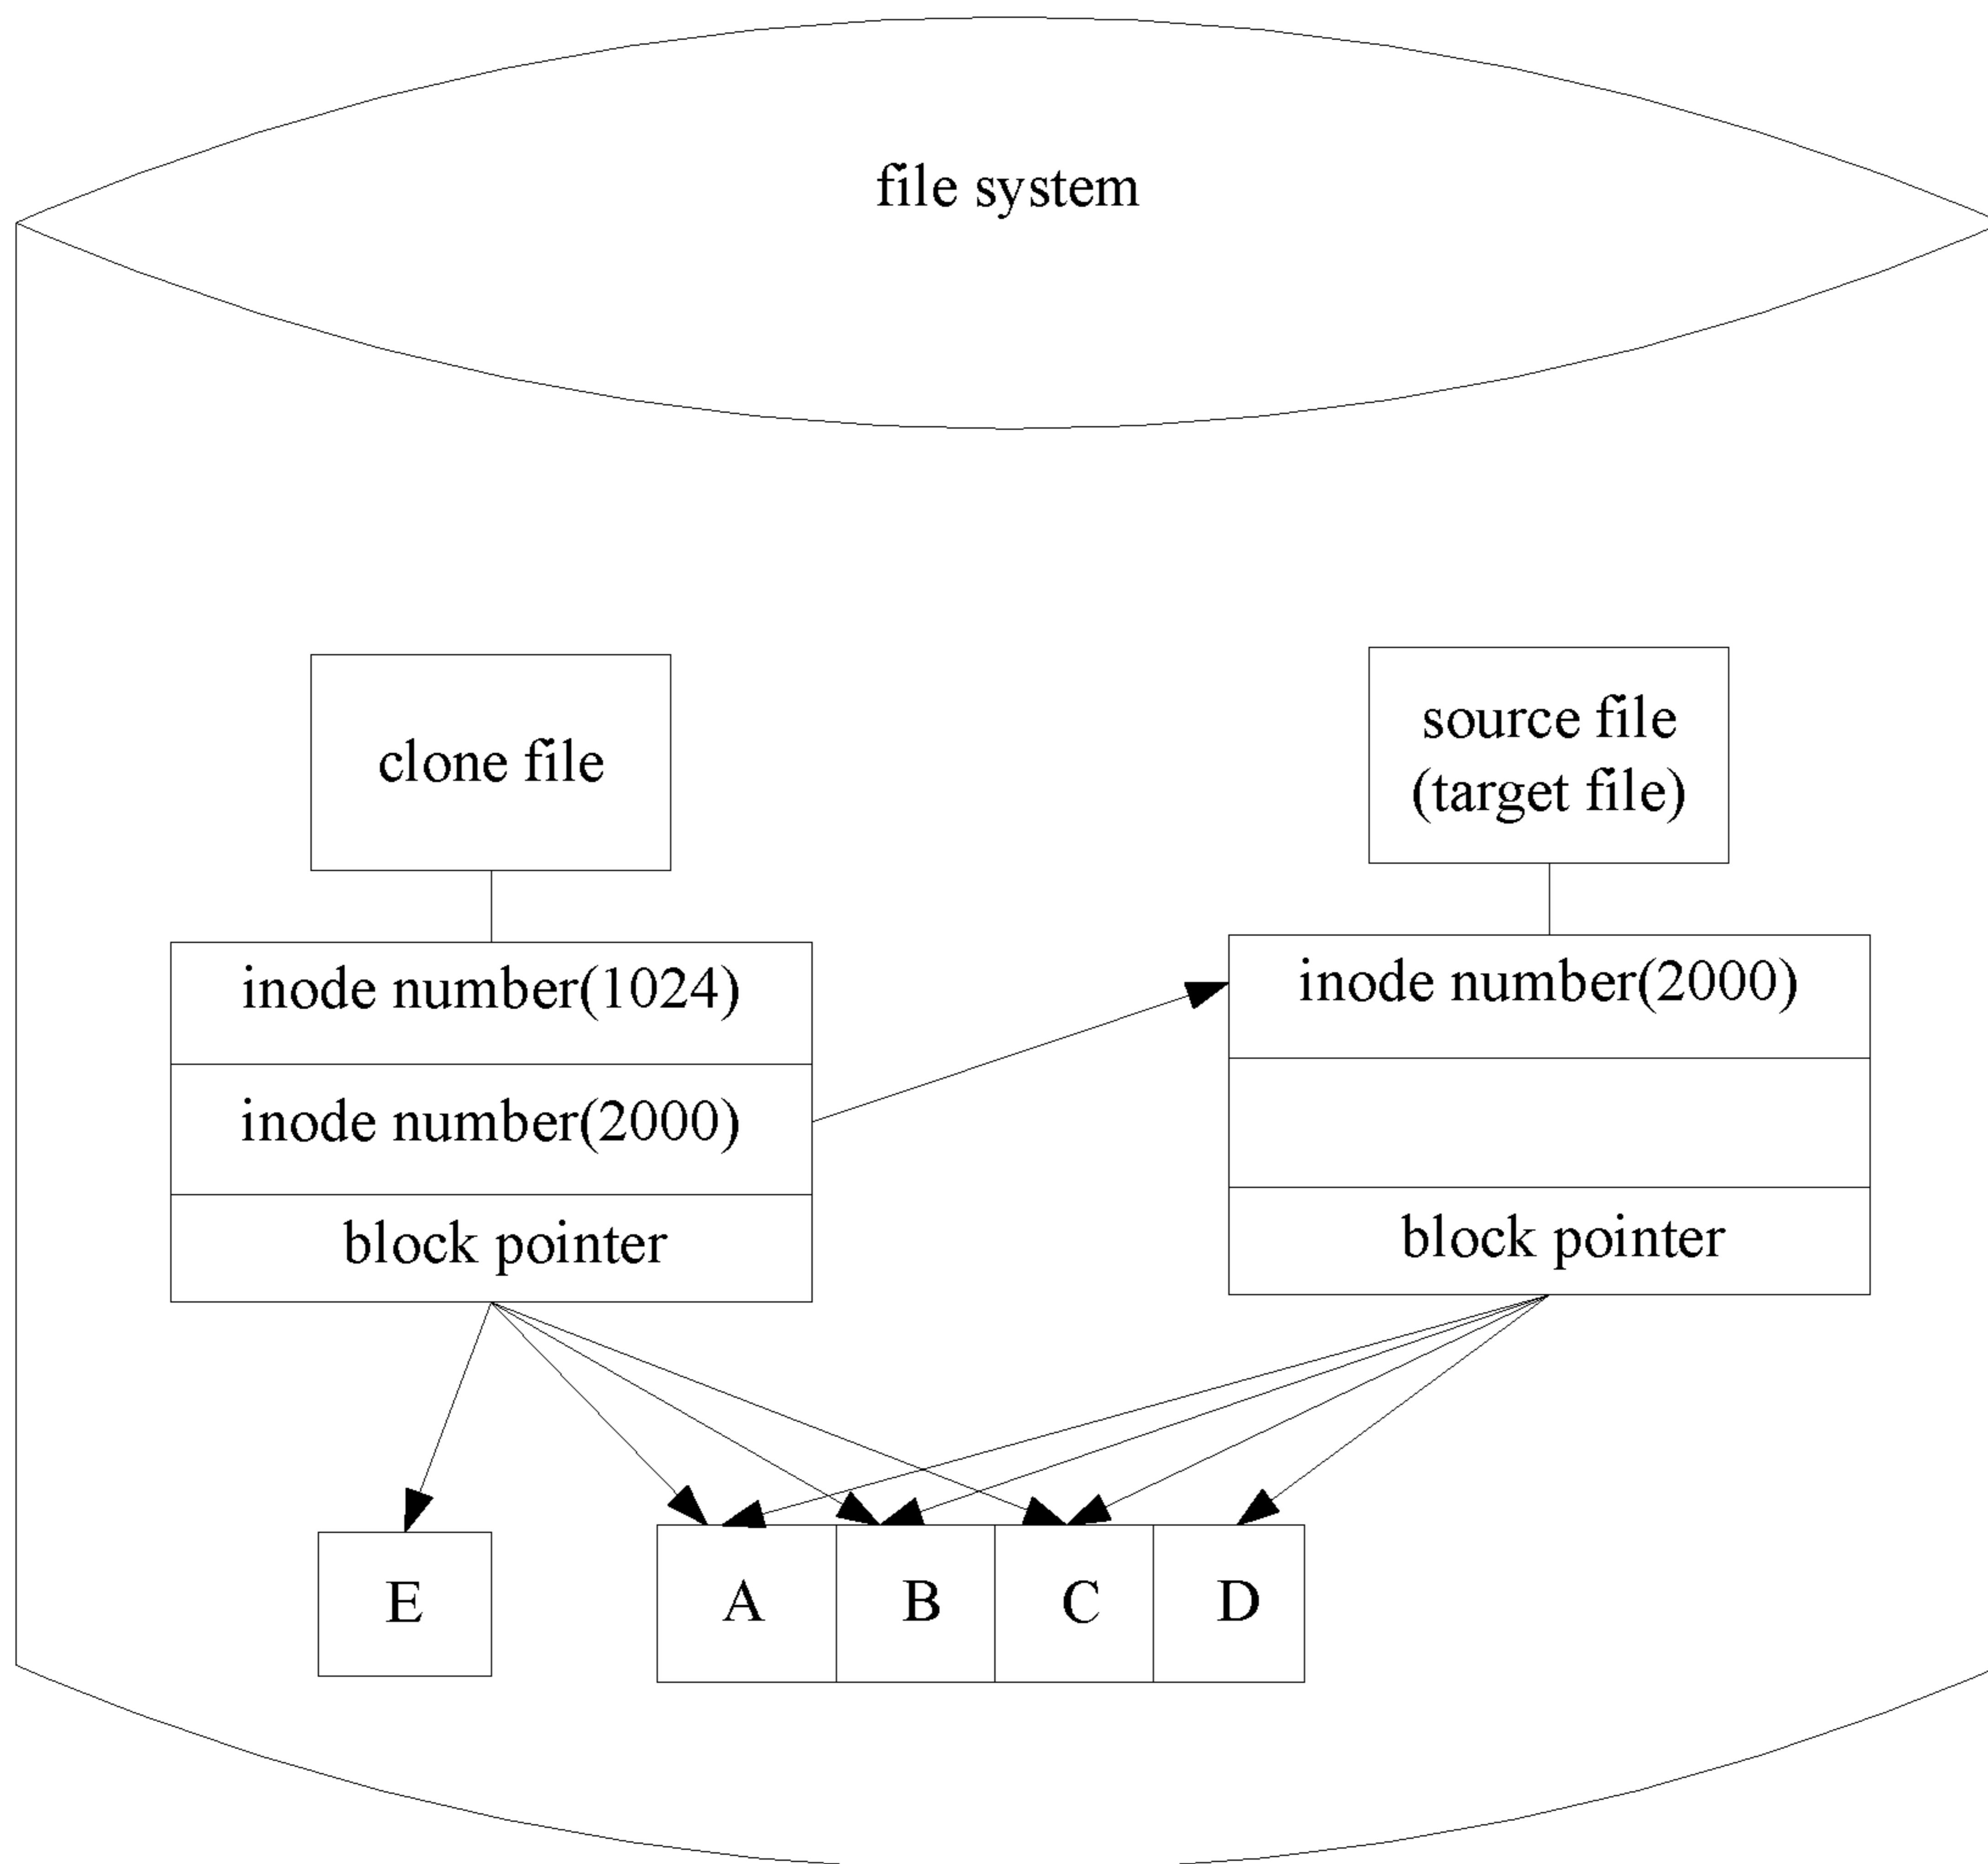 file system
clone file
source file
(target file)
inode number(1024)
inode number(2000)
block pointer
inode number(2000)
block pointer
E
A
B
C
D